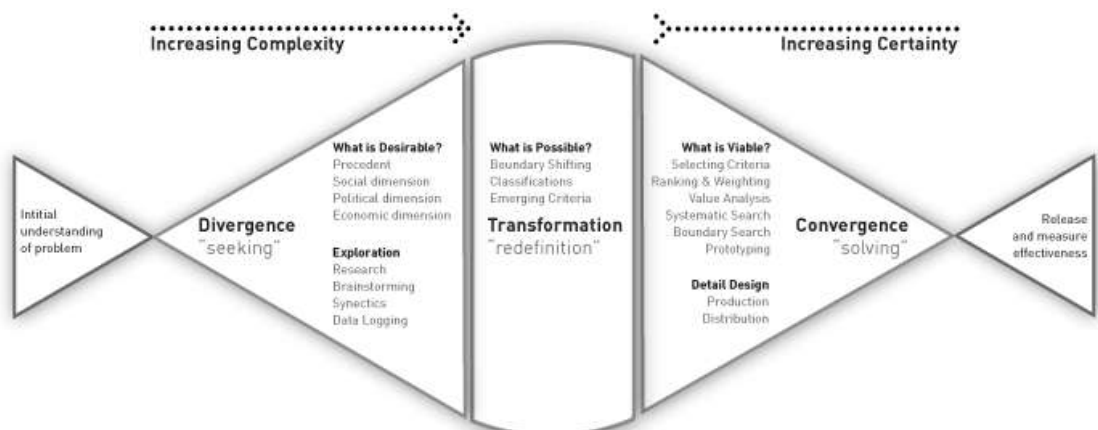 Increasing Complexity
Increasing Certainty
Intitial
understanding
of problem
Divergence
"seeking"
What is Desirable?
Precedent
Social dimension
Political dimension
Economic dimension
Exploration
Research
Brainstorming
Synectics
Data Logging
What is Possible?
Boundary Shifting
Classifications
Emerging Criteria
Transformation
"redefinition"
What is Viable?
Selecting Criteria
Ranking & Weighting
Value Analysis
Systematic Search
Boundary Search
Prototyping
Detail Design
Production
Distribution
Convergence
"solving"
Release
and measure
effectiveness